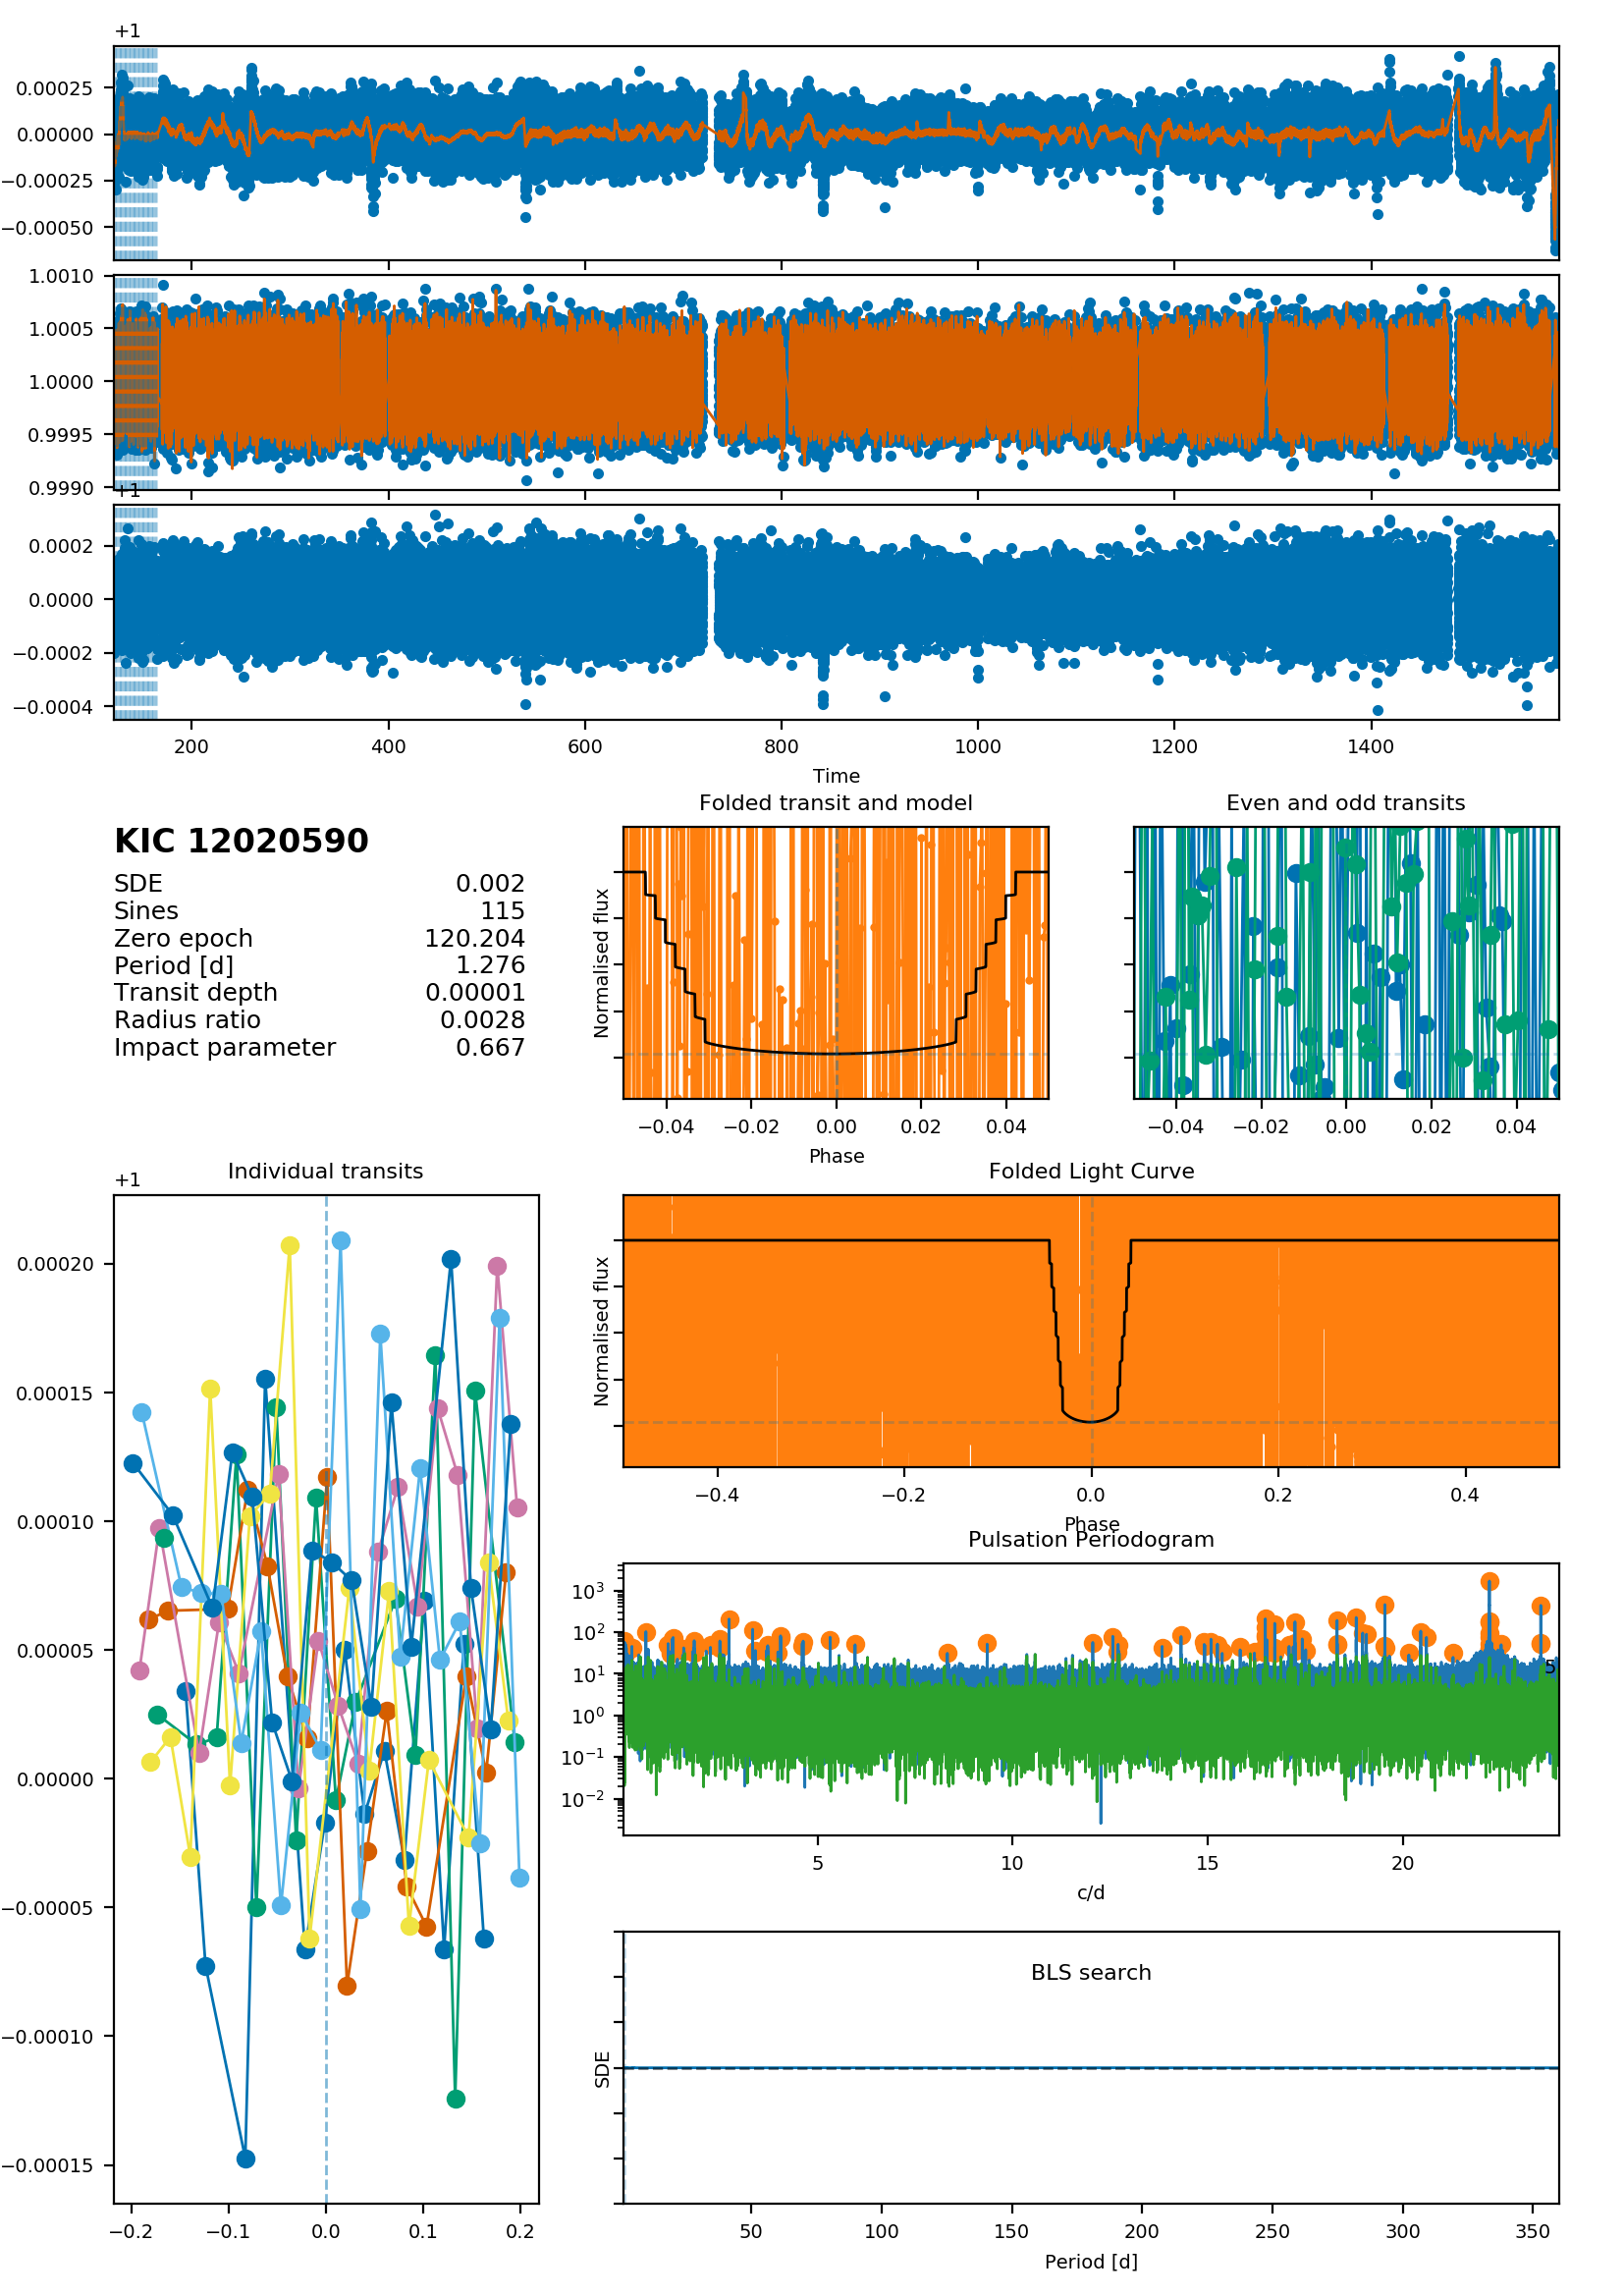 +1
0.00025
0.00000
−0.00025
−0.00050
1.0010
1.0005
1.0000
0.9995
0.9990
+1
0.0002
0.0000
−0.0002
−0.0004
200 400 600 800 1000 1200 1400
Time
KIC 12020590
SDE 0.002
Sines 115
Zero epoch 120.204
Period [d] 1.276
Transit depth 0.00001
Radius ratio 0.0028
Impact parameter 0.667
Folded transit and model
Normalised flux
−0.04 −0.02 0.00 0.02 0.04
Phase
Even and odd transits
−0.04 −0.02 0.00 0.02 0.04
Individual transits
+1
0.00020
0.00015
0.00010
0.00005
0.00000
−0.00005
−0.00010
−0.00015
−0.2 −0.1 0.0 0.1 0.2
Folded Light Curve
Normalised flux
−0.4 −0.2 0.0 0.2 0.4
Phase
Pulsation Periodogram
10³
10²
10¹
10⁰
10⁻¹
10⁻²
5
5 10 15 20
c/d
BLS search
SDE
50 100 150 200 250 300 350
Period [d]